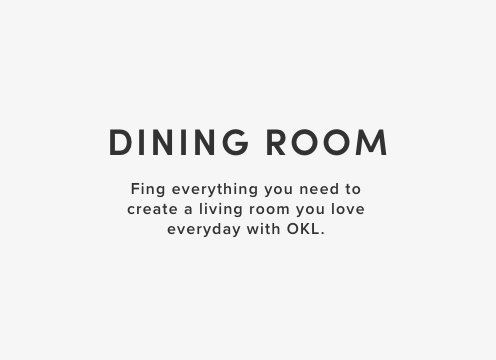 DINING ROOM
Fing everything you need to
create a living room you love
everyday with OKL.